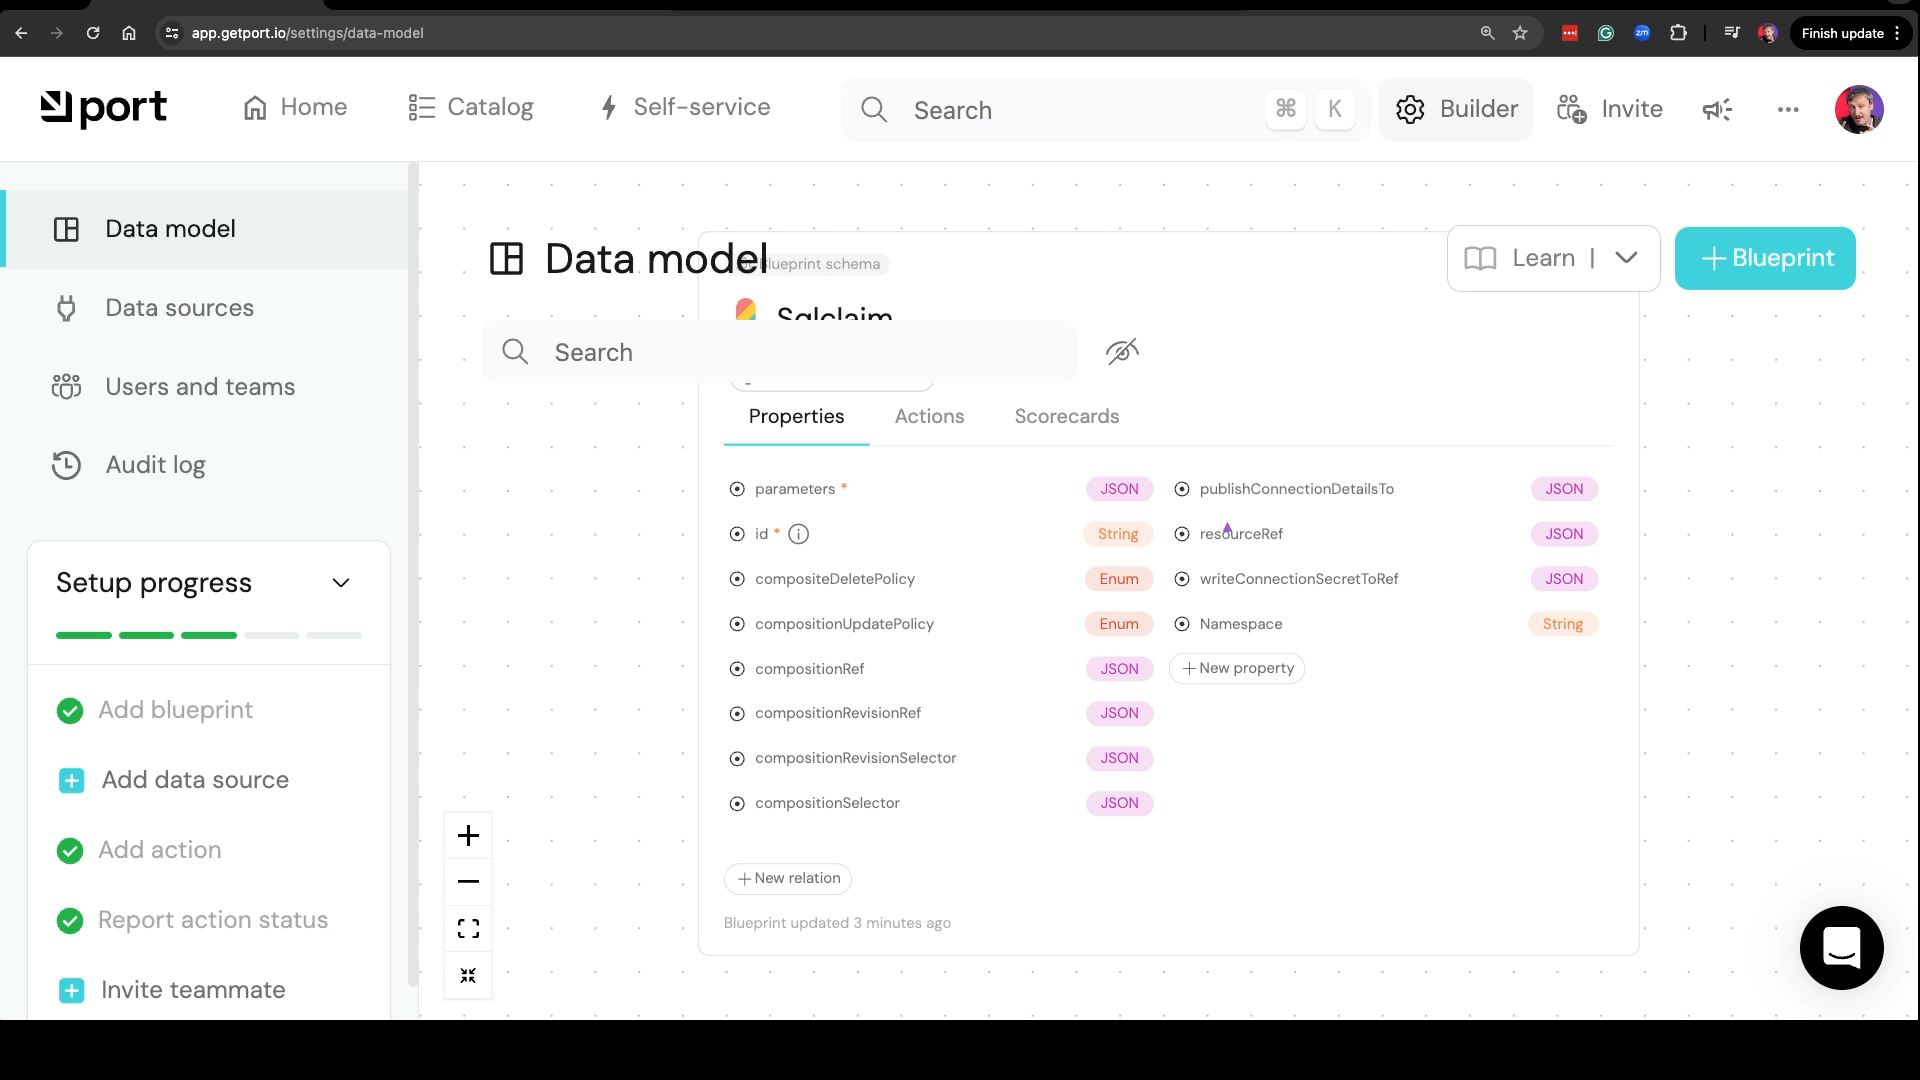 app.getport.io/settings/data-model
Finish update
port
Home
Catalog
Self-service
Search
⌘ K
Builder
Invite
Data model
Data sources
Users and teams
Audit log
Setup progress
Add blueprint
Add data source
Add action
Report action status
Invite teammate
Data model
Blueprint schema
Learn
Blueprint
Sqlclaim
Search
Properties
Actions
Scorecards
parameters * JSON
id * String
compositeDeletePolicy Enum
compositionUpdatePolicy Enum
compositionRef JSON
compositionRevisionRef JSON
compositionRevisionSelector JSON
compositionSelector JSON
publishConnectionDetailsTo JSON
resourceRef JSON
writeConnectionSecretToRef JSON
Namespace String
New property
New relation
Blueprint updated 3 minutes ago